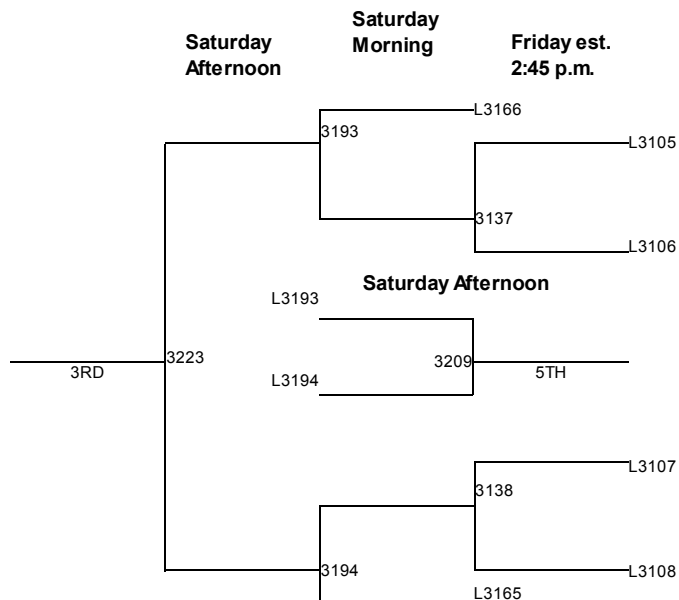 Saturday
Afternoon
Saturday
Morning
Friday est.
2:45 p.m.
L3166
3193
L3105
3137
L3106
Saturday Afternoon
L3193
3223
3209
3RD
L3194
5TH
L3107
3138
3194
L3108
L3165